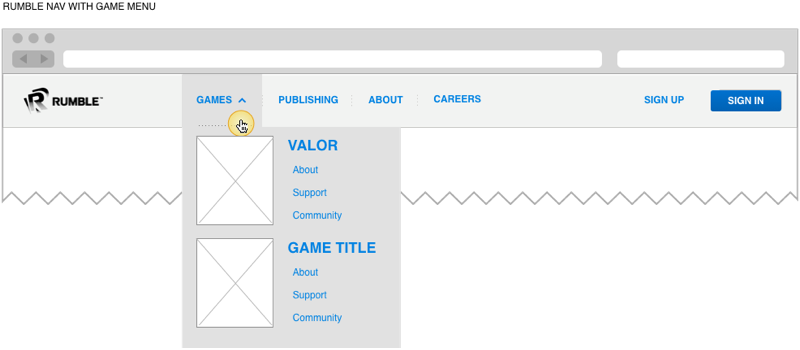 RUMBLE NAV WITH GAME MENU
RUMBLE™ GAMES PUBLISHING ABOUT CAREERS SIGN UP SIGN IN
VALOR
About
Support
Community
GAME TITLE
About
Support
Community